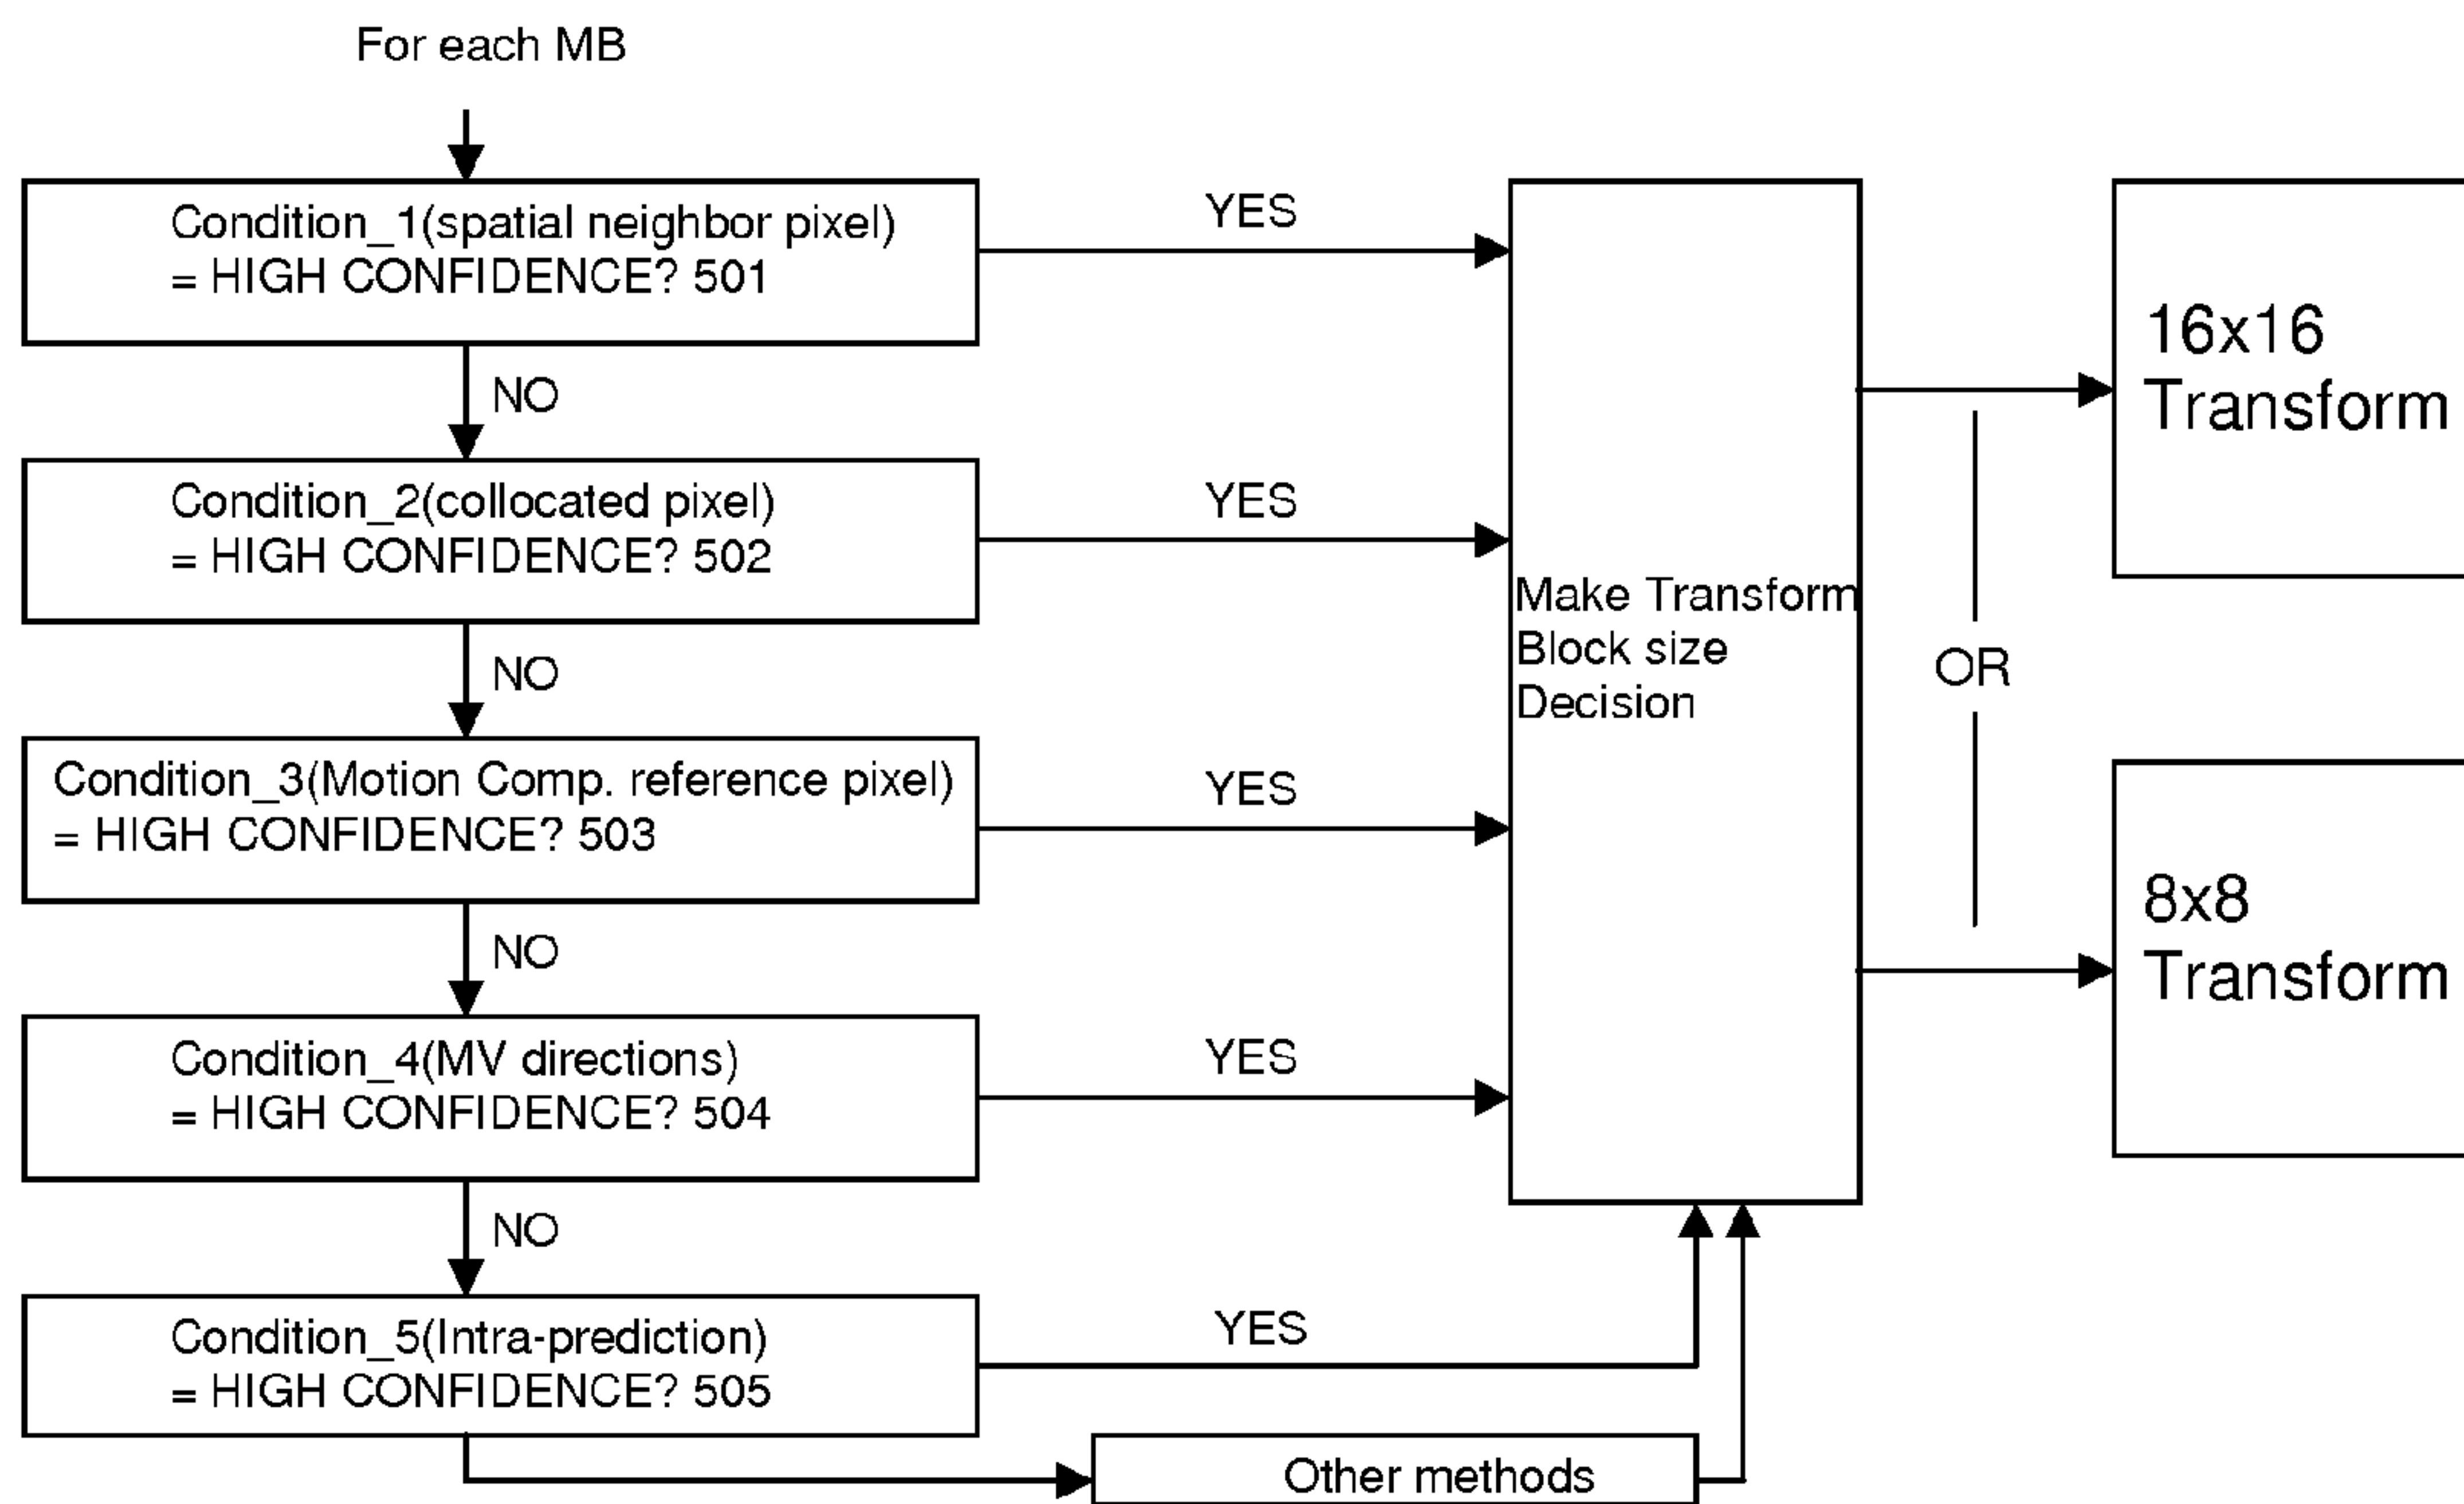 For each MB
Condition_1(spatial neighbor pixel)
= HIGH CONFIDENCE? 501
YES
NO
Condition_2(collocated pixel)
= HIGH CONFIDENCE? 502
YES
NO
Condition_3(Motion Comp. reference pixel)
= HIGH CONFIDENCE? 503
YES
NO
Condition_4(MV directions)
= HIGH CONFIDENCE? 504
YES
NO
Condition_5(Intra-prediction)
= HIGH CONFIDENCE? 505
YES
Other methods
Make Transform
Block size
Decision
16x16
Transform
OR
8x8
Transform